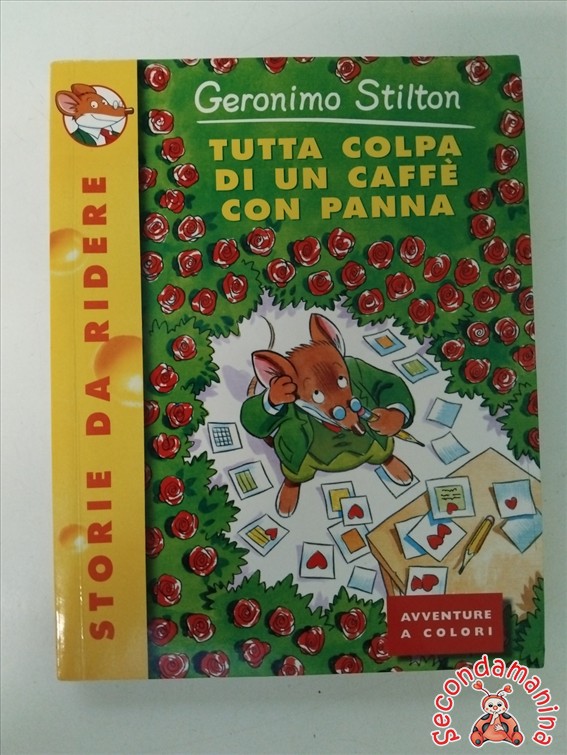 Geronimo Stilton
TUTTA COLPA
DI UN CAFFÈ
CON PANNA
STORIE DA RIDERE
AVVENTURE
A COLORI
Secondamanina